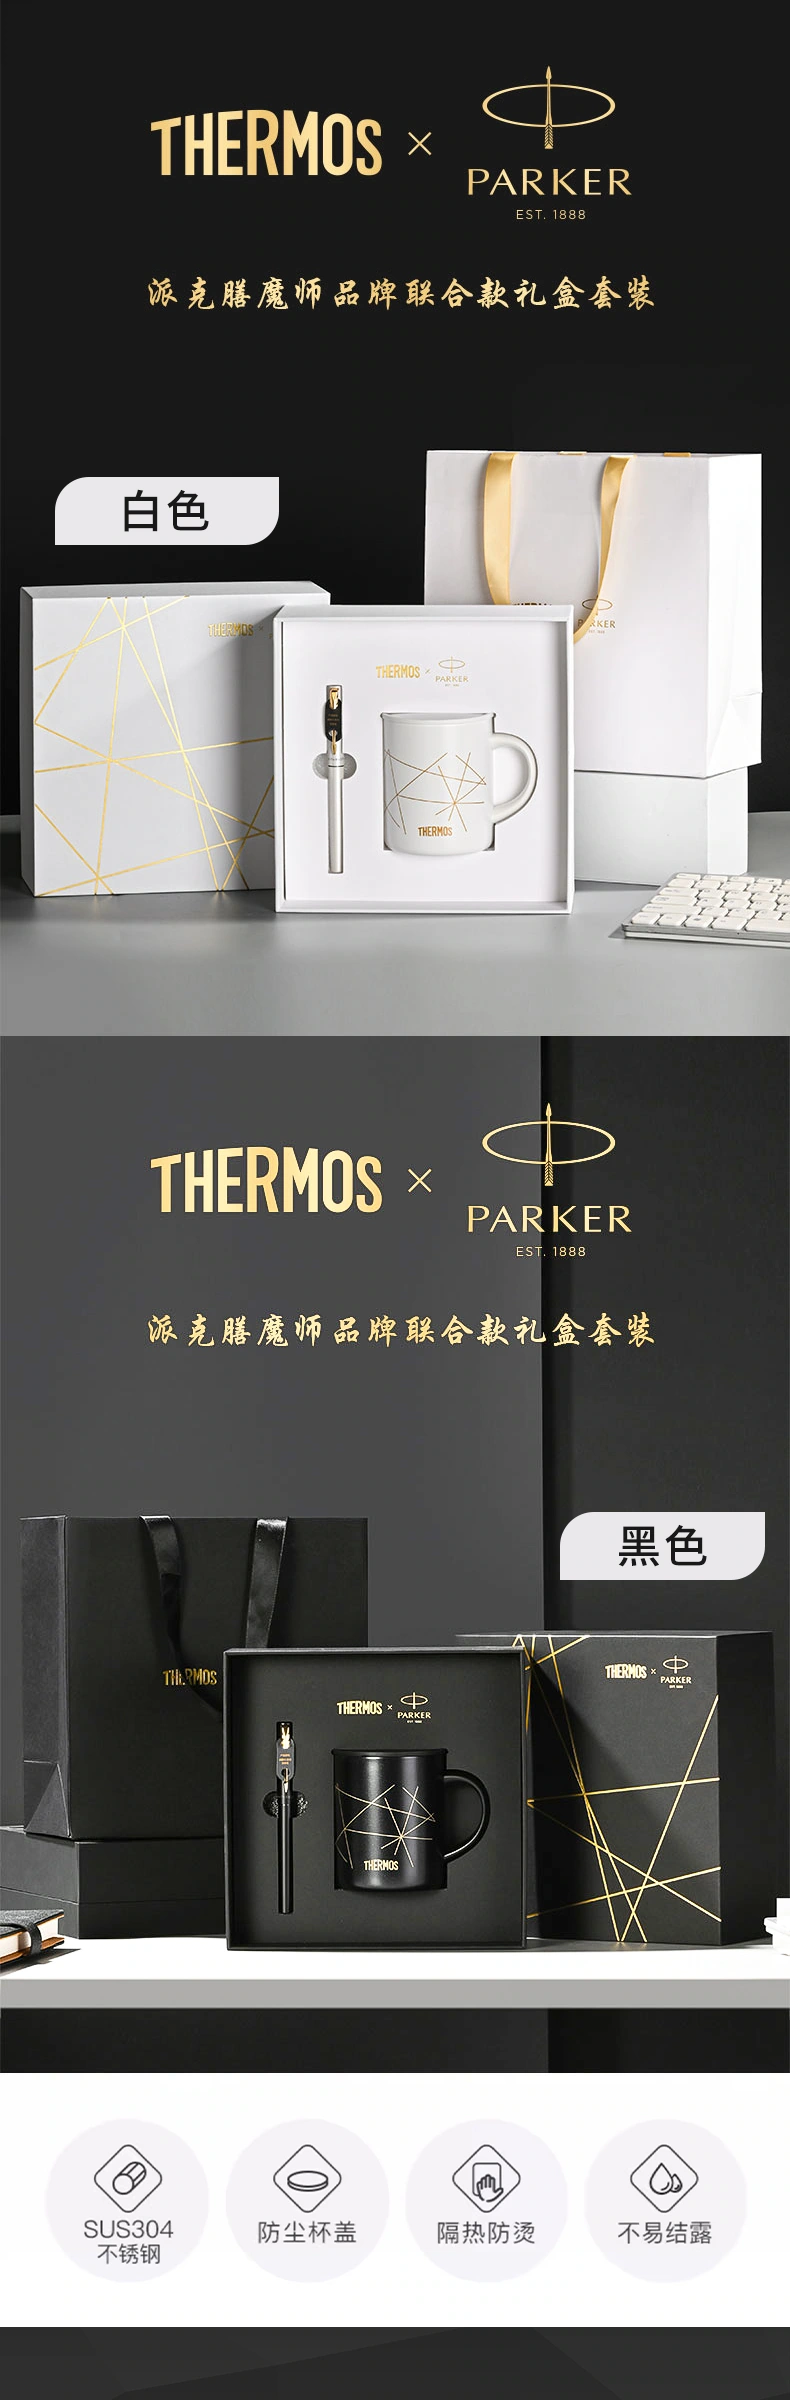 THERMOS × PARKER
EST. 1888
派克膳魔师品牌联合款礼盒套装
白色
THERMOS
PARKER
THERMOS
THERMOS × PARKER
THERMOS
THERMOS × PARKER
EST. 1888
派克膳魔师品牌联合款礼盒套装
黑色
THERMOS
THERMOS × PARKER
THERMOS × PARKER
THERMOS
SUS304
不锈钢
防尘杯盖
隔热防烫
不易结露